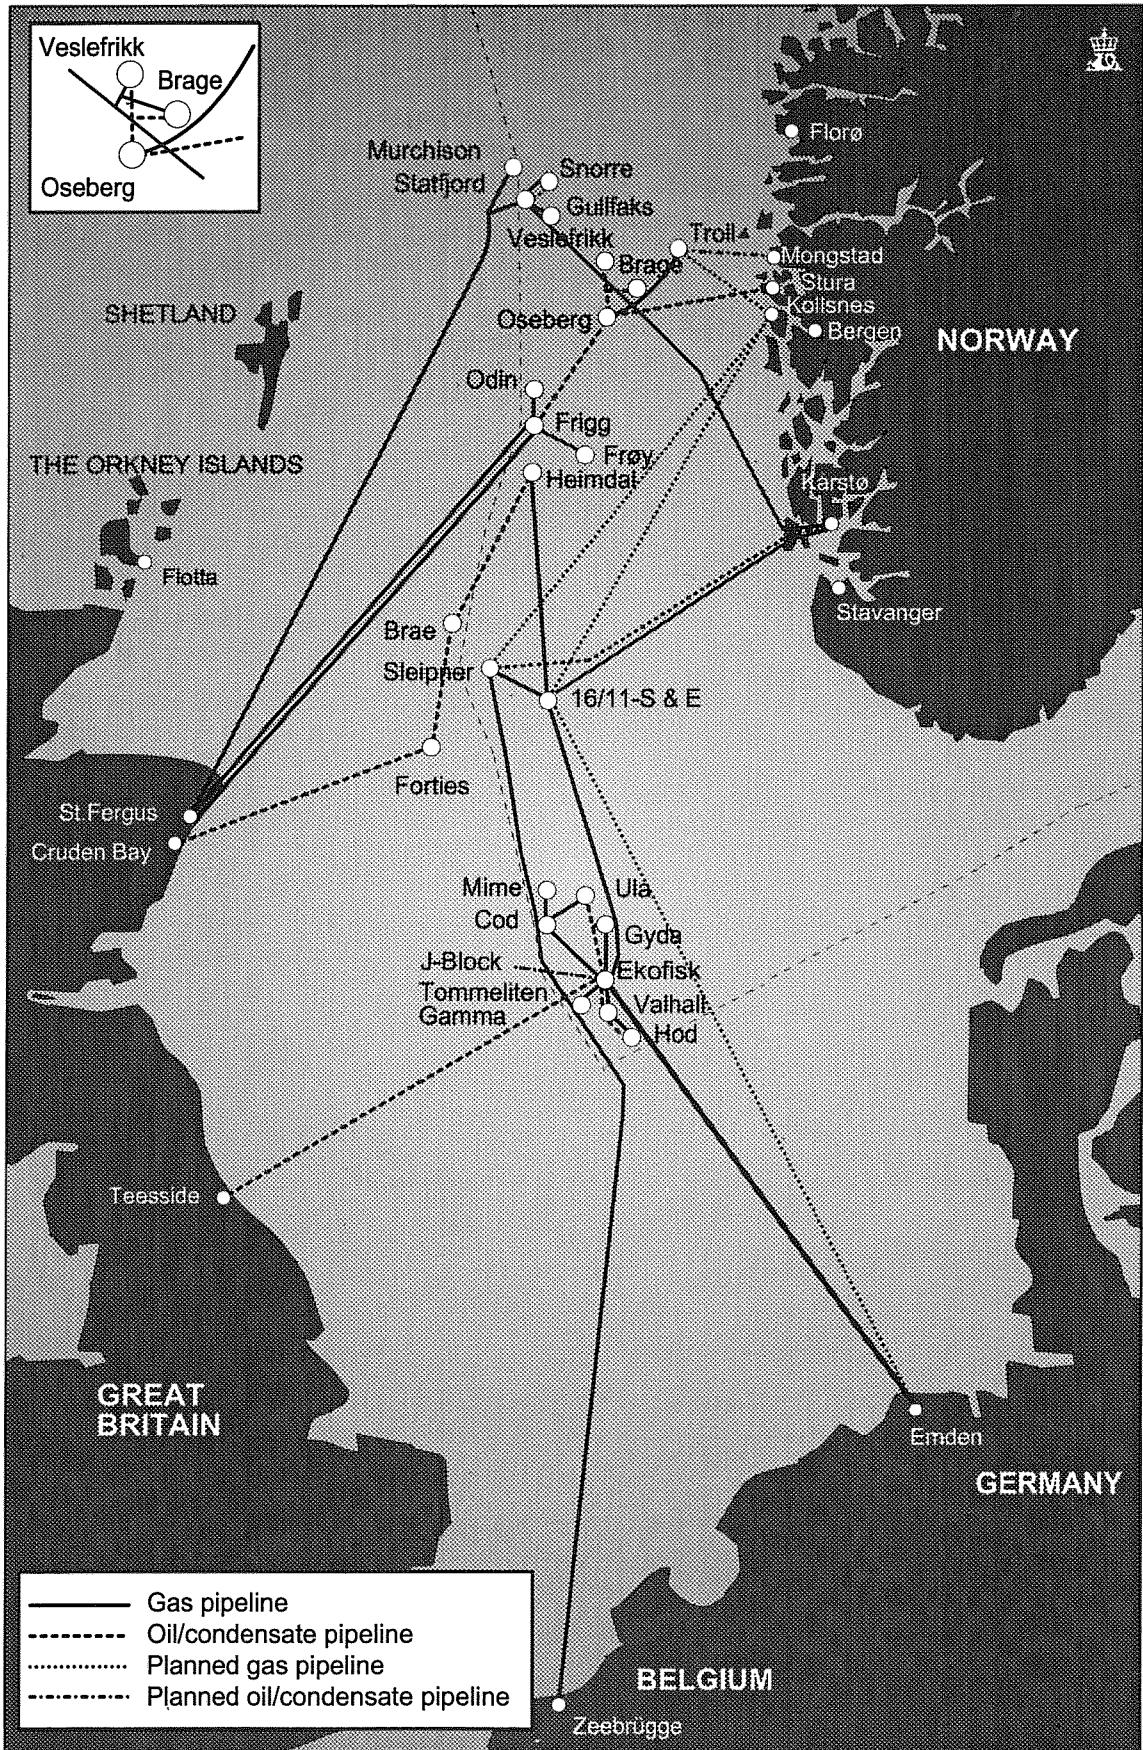 Veslefrikk
Brage
Oseberg
Florø
Murchison
Snorre
Statfjord
Gullfaks
Veslefrikk
Troll
Brage
Mongstad
Stura
Kollsnes
Oseberg
Bergen
NORWAY
SHETLAND
Odin
Frigg
Frøy
THE ORKNEY ISLANDS
Heimdal
Kårstø
Flotta
Stavanger
Brae
Sleipner
16/11-S & E
Forties
St.Fergus
Cruden Bay
Mime
Ula
Cod
Gyda
J-Block
Ekofisk
Tommeliten
Gamma
Valhall
Hod
Teesside
GREAT
BRITAIN
Emden
GERMANY
Gas pipeline
Oil/condensate pipeline
Planned gas pipeline
Planned oil/condensate pipeline
BELGIUM
Zeebrügge